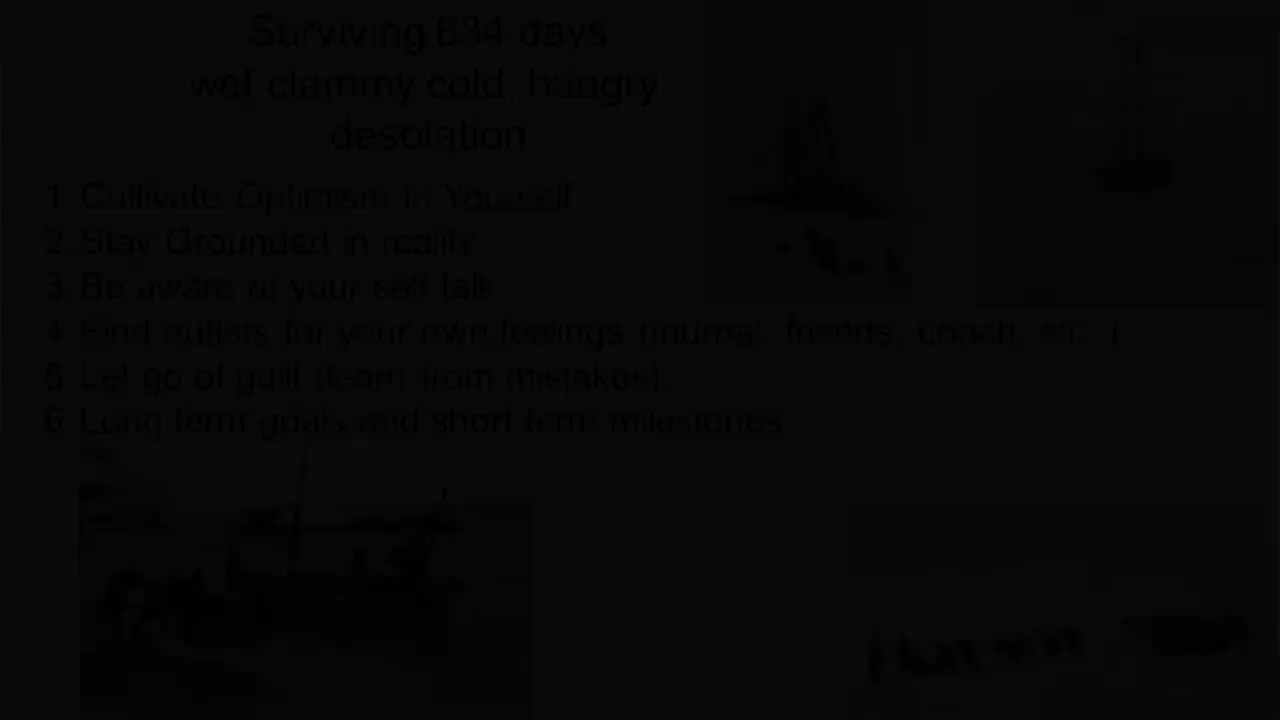 Surviving 634 days
wet clammy cold, hungry,
desolation
1. Cultivate Optimism in Yourself
2. Stay Grounded in reality
3. Be aware of your self talk
4. Find outlets for your own feelings (journal, friends, coach, etc.)
5. Let go of guilt (learn from mistakes)
6. Long term goals and short term milestones